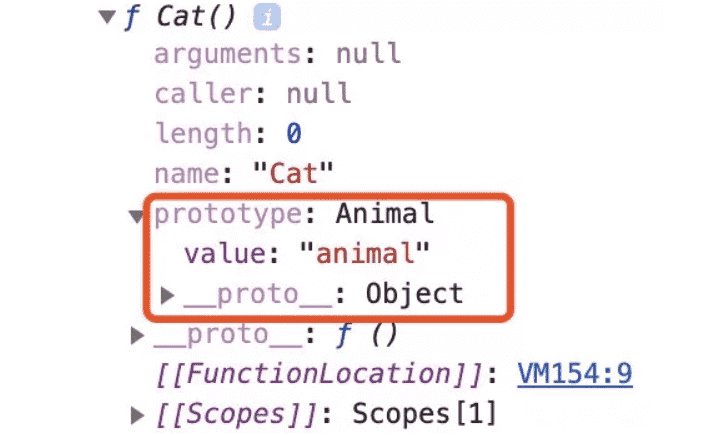 ƒ Cat() i
arguments: null
caller: null
length: 0
name: "Cat"
prototype: Animal
value: "animal"
__proto__: Object
__proto__: ƒ ()
[[FunctionLocation]]: VM154:9
[[Scopes]]: Scopes[1]